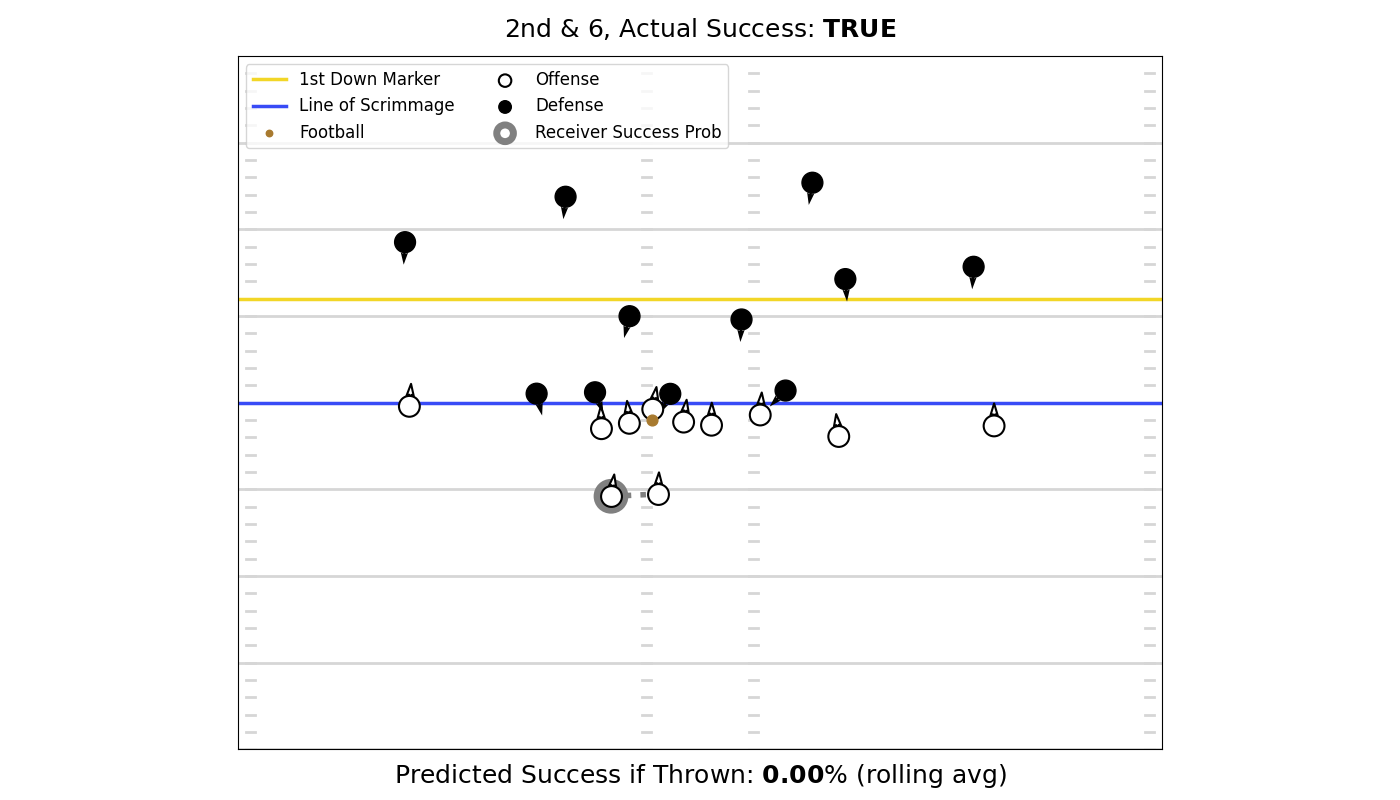 2nd & 6, Actual Success: TRUE
1st Down Marker
Line of Scrimmage
Football
Offense
Defense
Receiver Success Prob
Predicted Success if Thrown: 0.00% (rolling avg)